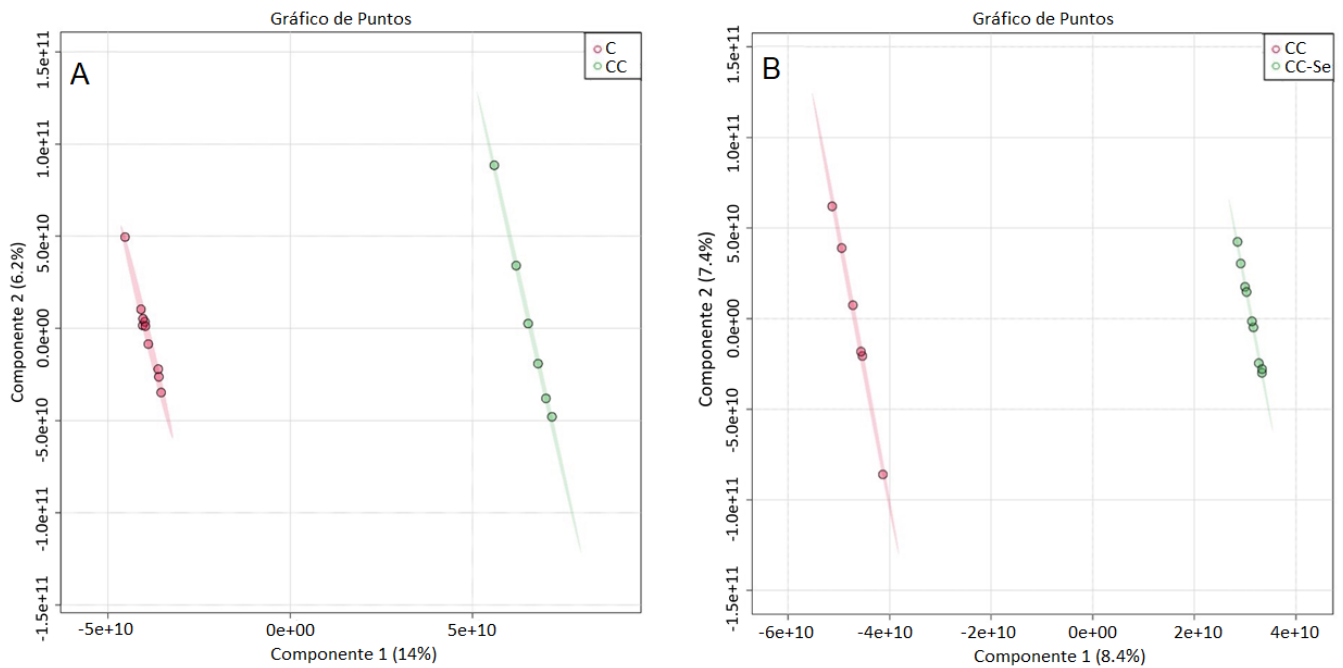 Gráfico de Puntos
A
C
CC
1.5e+11
1.0e+11
5.0e+10
0.0e+00
-5.0e+10
-1.0e+11
-1.5e+11
Componente 2 (6.2%)
-5e+10 0e+00 5e+10
Componente 1 (14%)
Gráfico de Puntos
B
CC
CC-Se
1.5e+11
1.0e+11
5.0e+10
0.0e+00
-5.0e+10
-1.0e+11
-1.5e+11
Componente 2 (7.4%)
-6e+10 -4e+10 -2e+10 0e+00 2e+10 4e+10
Componente 1 (8.4%)